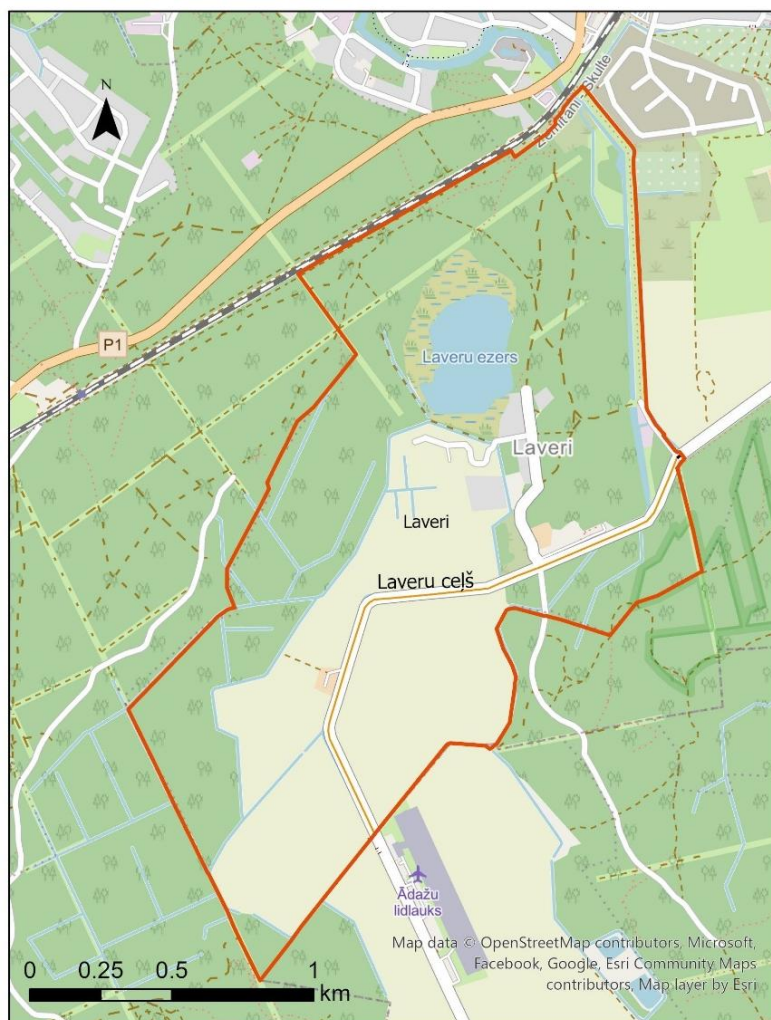 N
Zemitāni - Skulte
P1
Laveru ezers
Laveri
Laveri
Laveru ceļš
Ādažu
lidlauks
Map data © OpenStreetMap contributors, Microsoft,
Facebook, Google, Esri Community Maps
contributors, Map layer by Esri
0 0.25 0.5 1
km